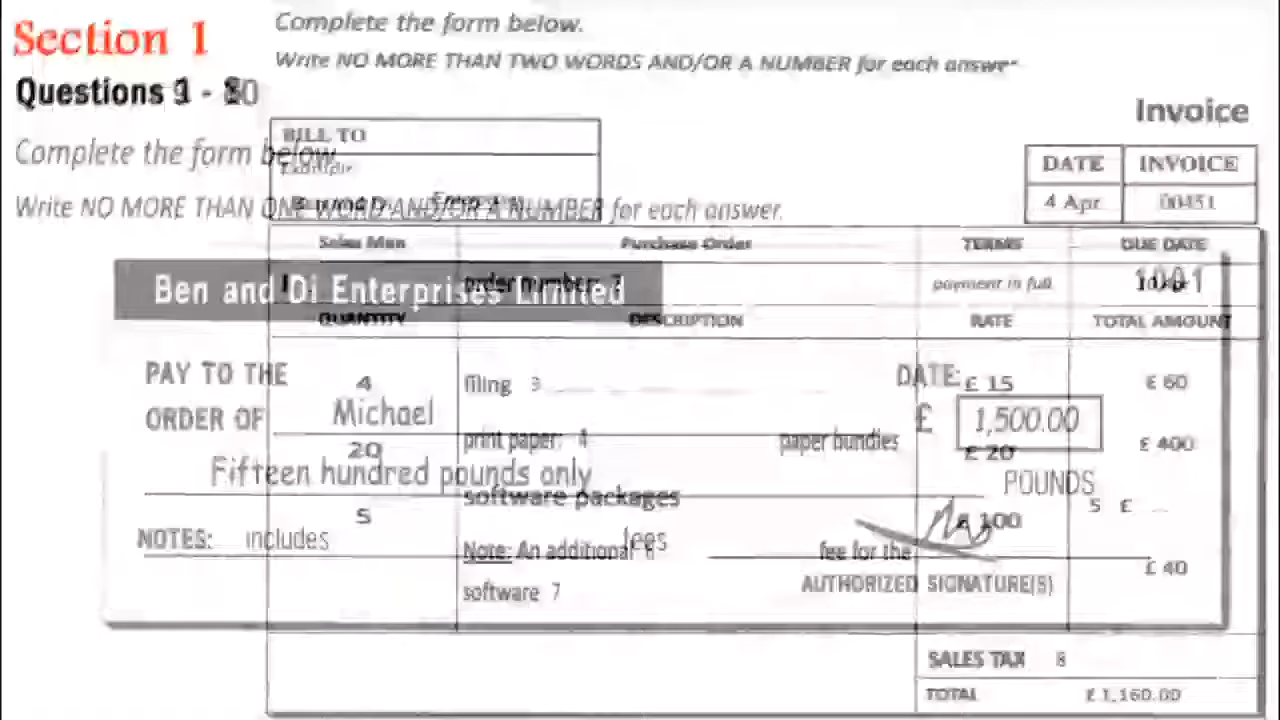 Section 1
Complete the form below.
Write NO MORE THAN TWO WORDS AND/OR A NUMBER for each answer
Questions
Invoice
BILL TO
Complete the form below.
Example
DATE INVOICE
Write NO MORE THAN ONE WORD AND/OR A NUMBER for each answer.
4 Apr 00451
Sales Man Purchase Order TERMS DUE DATE
Ben and Di Enterprises Limited
order number: 2 payment in full
1001
QUANTITY DESCRIPTION RATE TOTAL AMOUNT
PAY TO THE
DATE:
4 filing 3 £ 15 £ 60
ORDER OF Michael £ 1,500.00
20 print paper: 4 paper bundies £ 20 £ 400
Fifteen hundred pounds only POUNDS
5 software packages £ 100 5 £
NOTES: includes fees
Note: An additional 6 fee for the £ 40
software 7
AUTHORIZED SIGNATURE(S)
SALES TAX 8
TOTAL £ 1,160.00